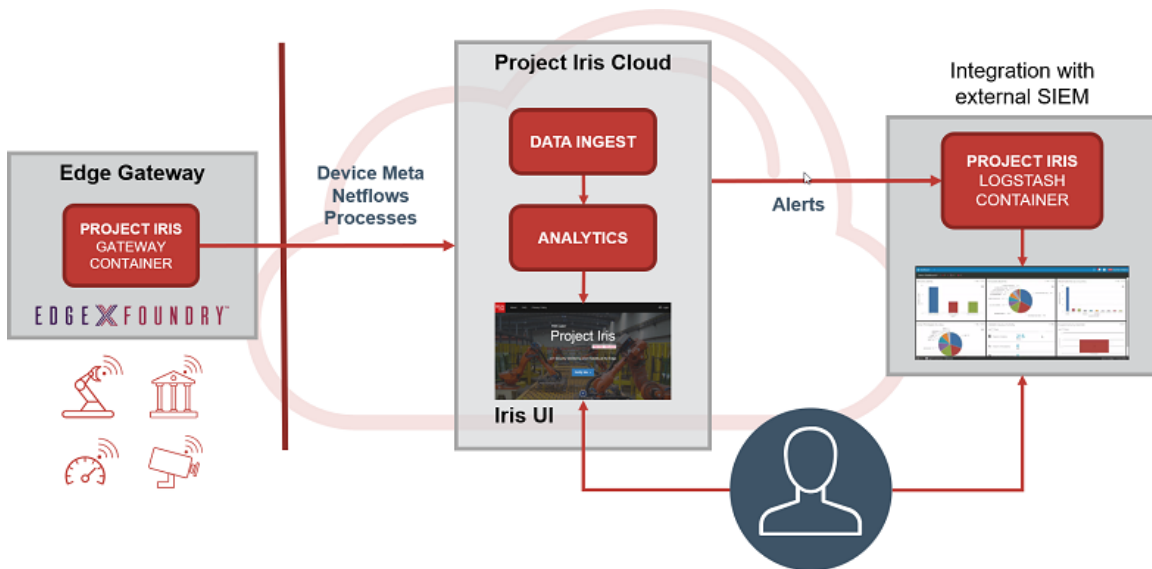 Edge Gateway
PROJECT IRIS
GATEWAY
CONTAINER
EDGE X FOUNDRY™
Device Meta
Netflows
Processes
Project Iris Cloud
DATA INGEST
ANALYTICS
Project Iris
Iris UI
Alerts
Integration with
external SIEM
PROJECT IRIS
LOGSTASH
CONTAINER